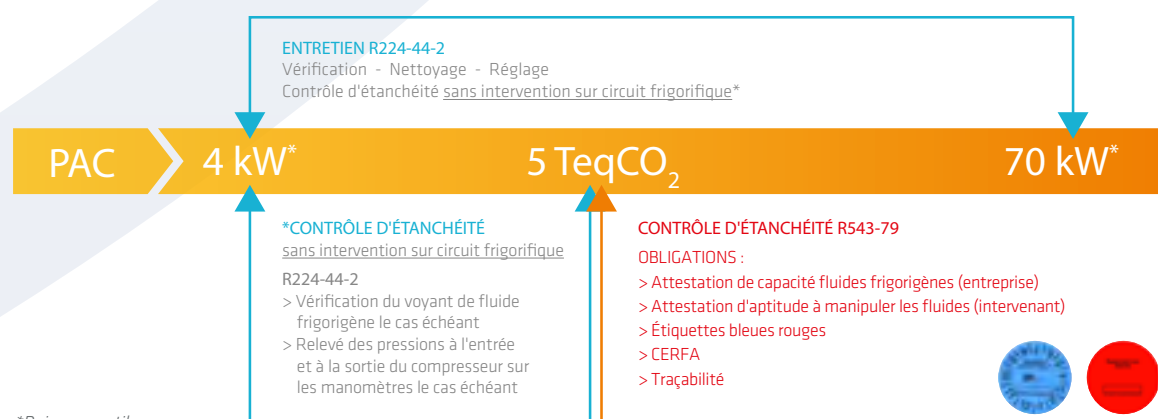 ENTRETIEN R224-44-2
Vérification - Nettoyage - Réglage
Contrôle d'étanchéité sans intervention sur circuit frigorifique*
PAC
4 kW*
5 TeqCO2
70 kW*
*CONTRÔLE D'ÉTANCHÉITÉ
sans intervention sur circuit frigorifique
R224-44-2
> Vérification du voyant de fluide
frigorigène le cas échéant
> Relevé des pressions à l'entrée
et à la sortie du compresseur sur
les manomètres le cas échéant
CONTRÔLE D'ÉTANCHÉITÉ R543-79
OBLIGATIONS :
> Attestation de capacité fluides frigorigènes (entreprise)
> Attestation d'aptitude à manipuler les fluides (intervenant)
> Étiquettes bleues rouges
> CERFA
> Traçabilité